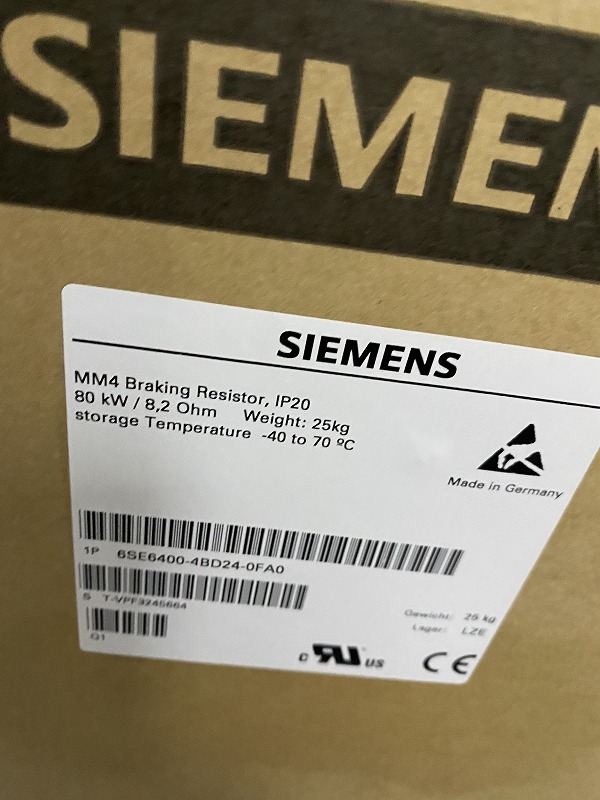 SIEMEN
SIEMENS
MM4 Braking Resistor, IP20
80 kW / 8,2 Ohm Weight: 25kg
storage Temperature -40 to 70 ºC
Made in Germany
1P 6SE6400-4BD24-0FA0
S T-VPF3245664
Gewicht: 25 kg
Lager: LZE
Q1
c RU us
CE